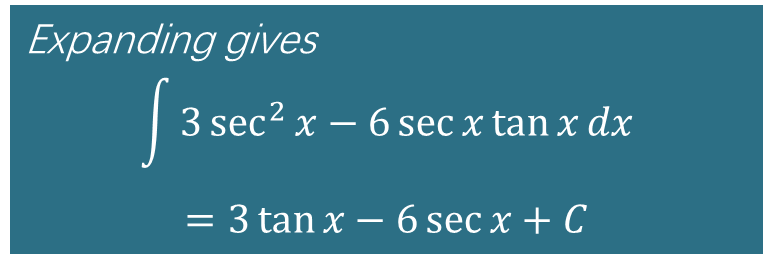 Expanding gives
∫ 3 sec² x − 6 sec x tan x dx
= 3 tan x − 6 sec x + C